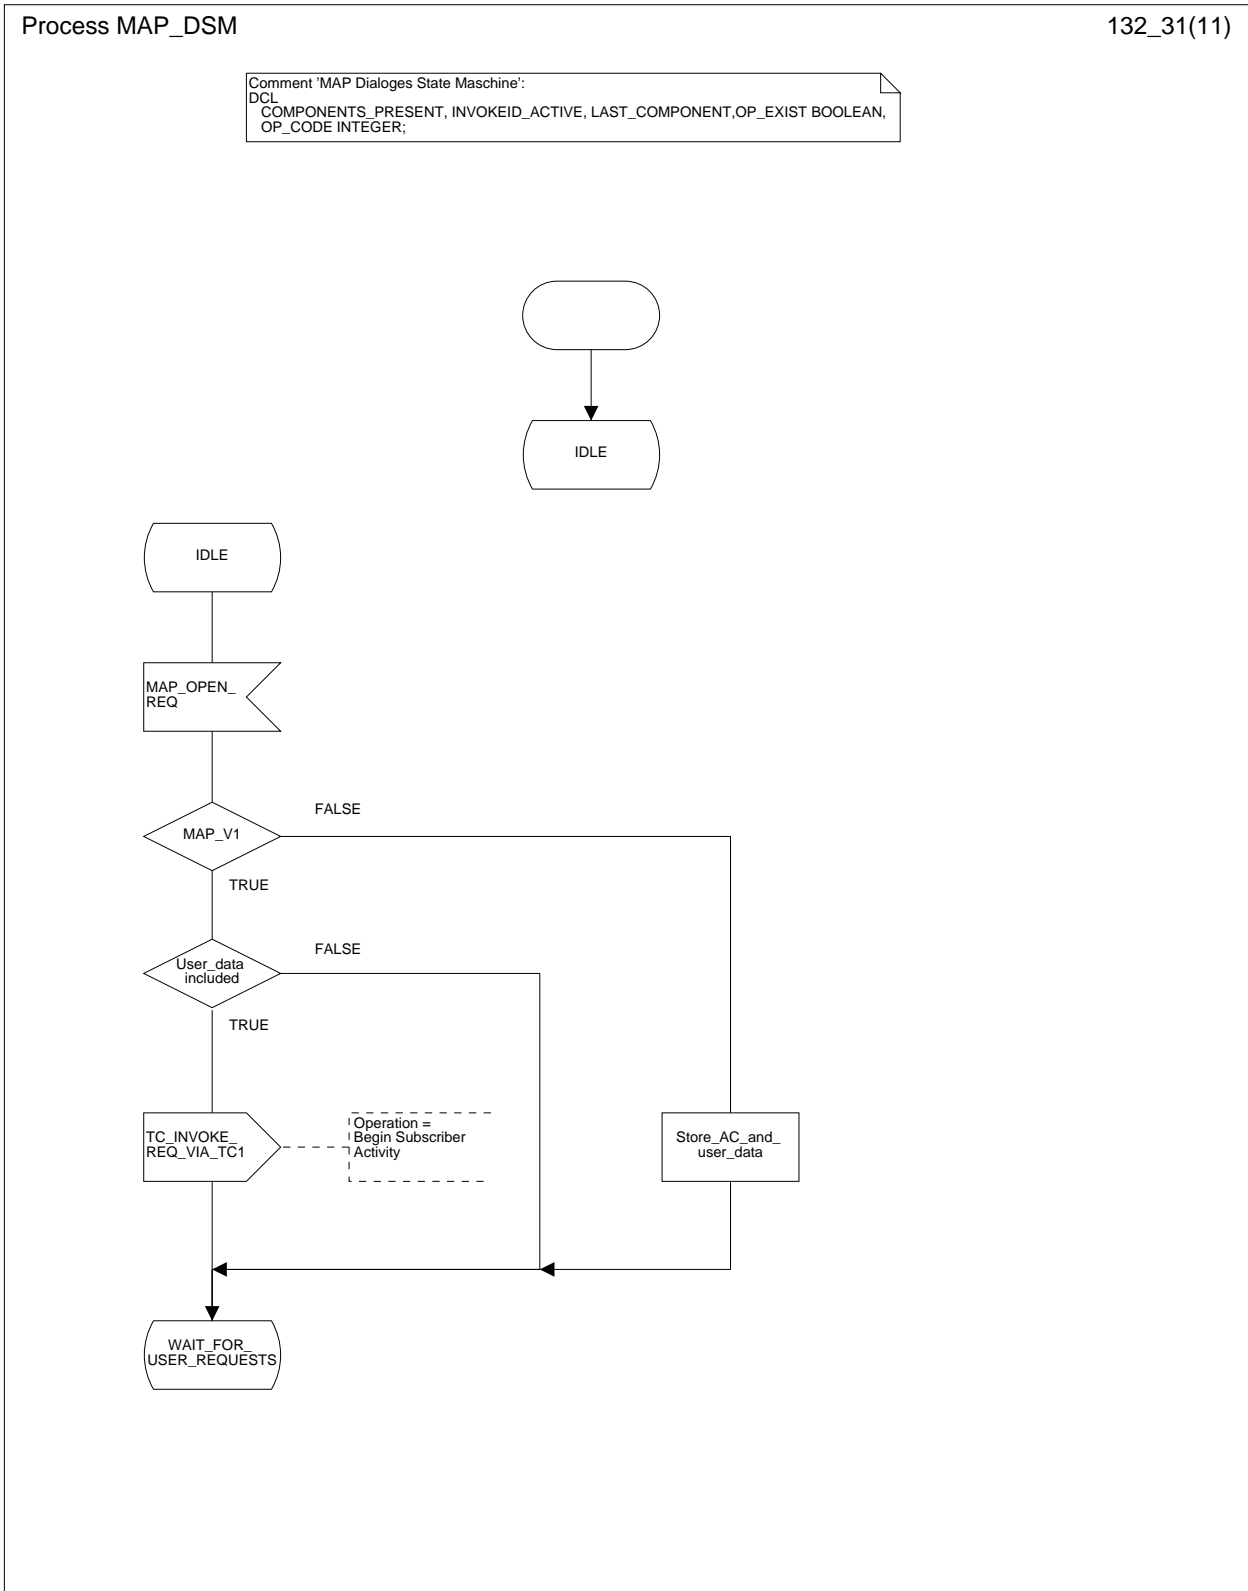 Process MAP_DSM
132_31(11)
Comment 'MAP Dialoges State Maschine':
DCL
COMPONENTS_PRESENT, INVOKEID_ACTIVE, LAST_COMPONENT,OP_EXIST BOOLEAN,
OP_CODE INTEGER;
IDLE
IDLE
MAP_OPEN_
REQ
FALSE
MAP_V1
TRUE
FALSE
User_data
included
TRUE
TC_INVOKE_
REQ_VIA_TC1
Operation =
Begin Subscriber
Activity
Store_AC_and_
user_data
WAIT_FOR_
USER_REQUESTS